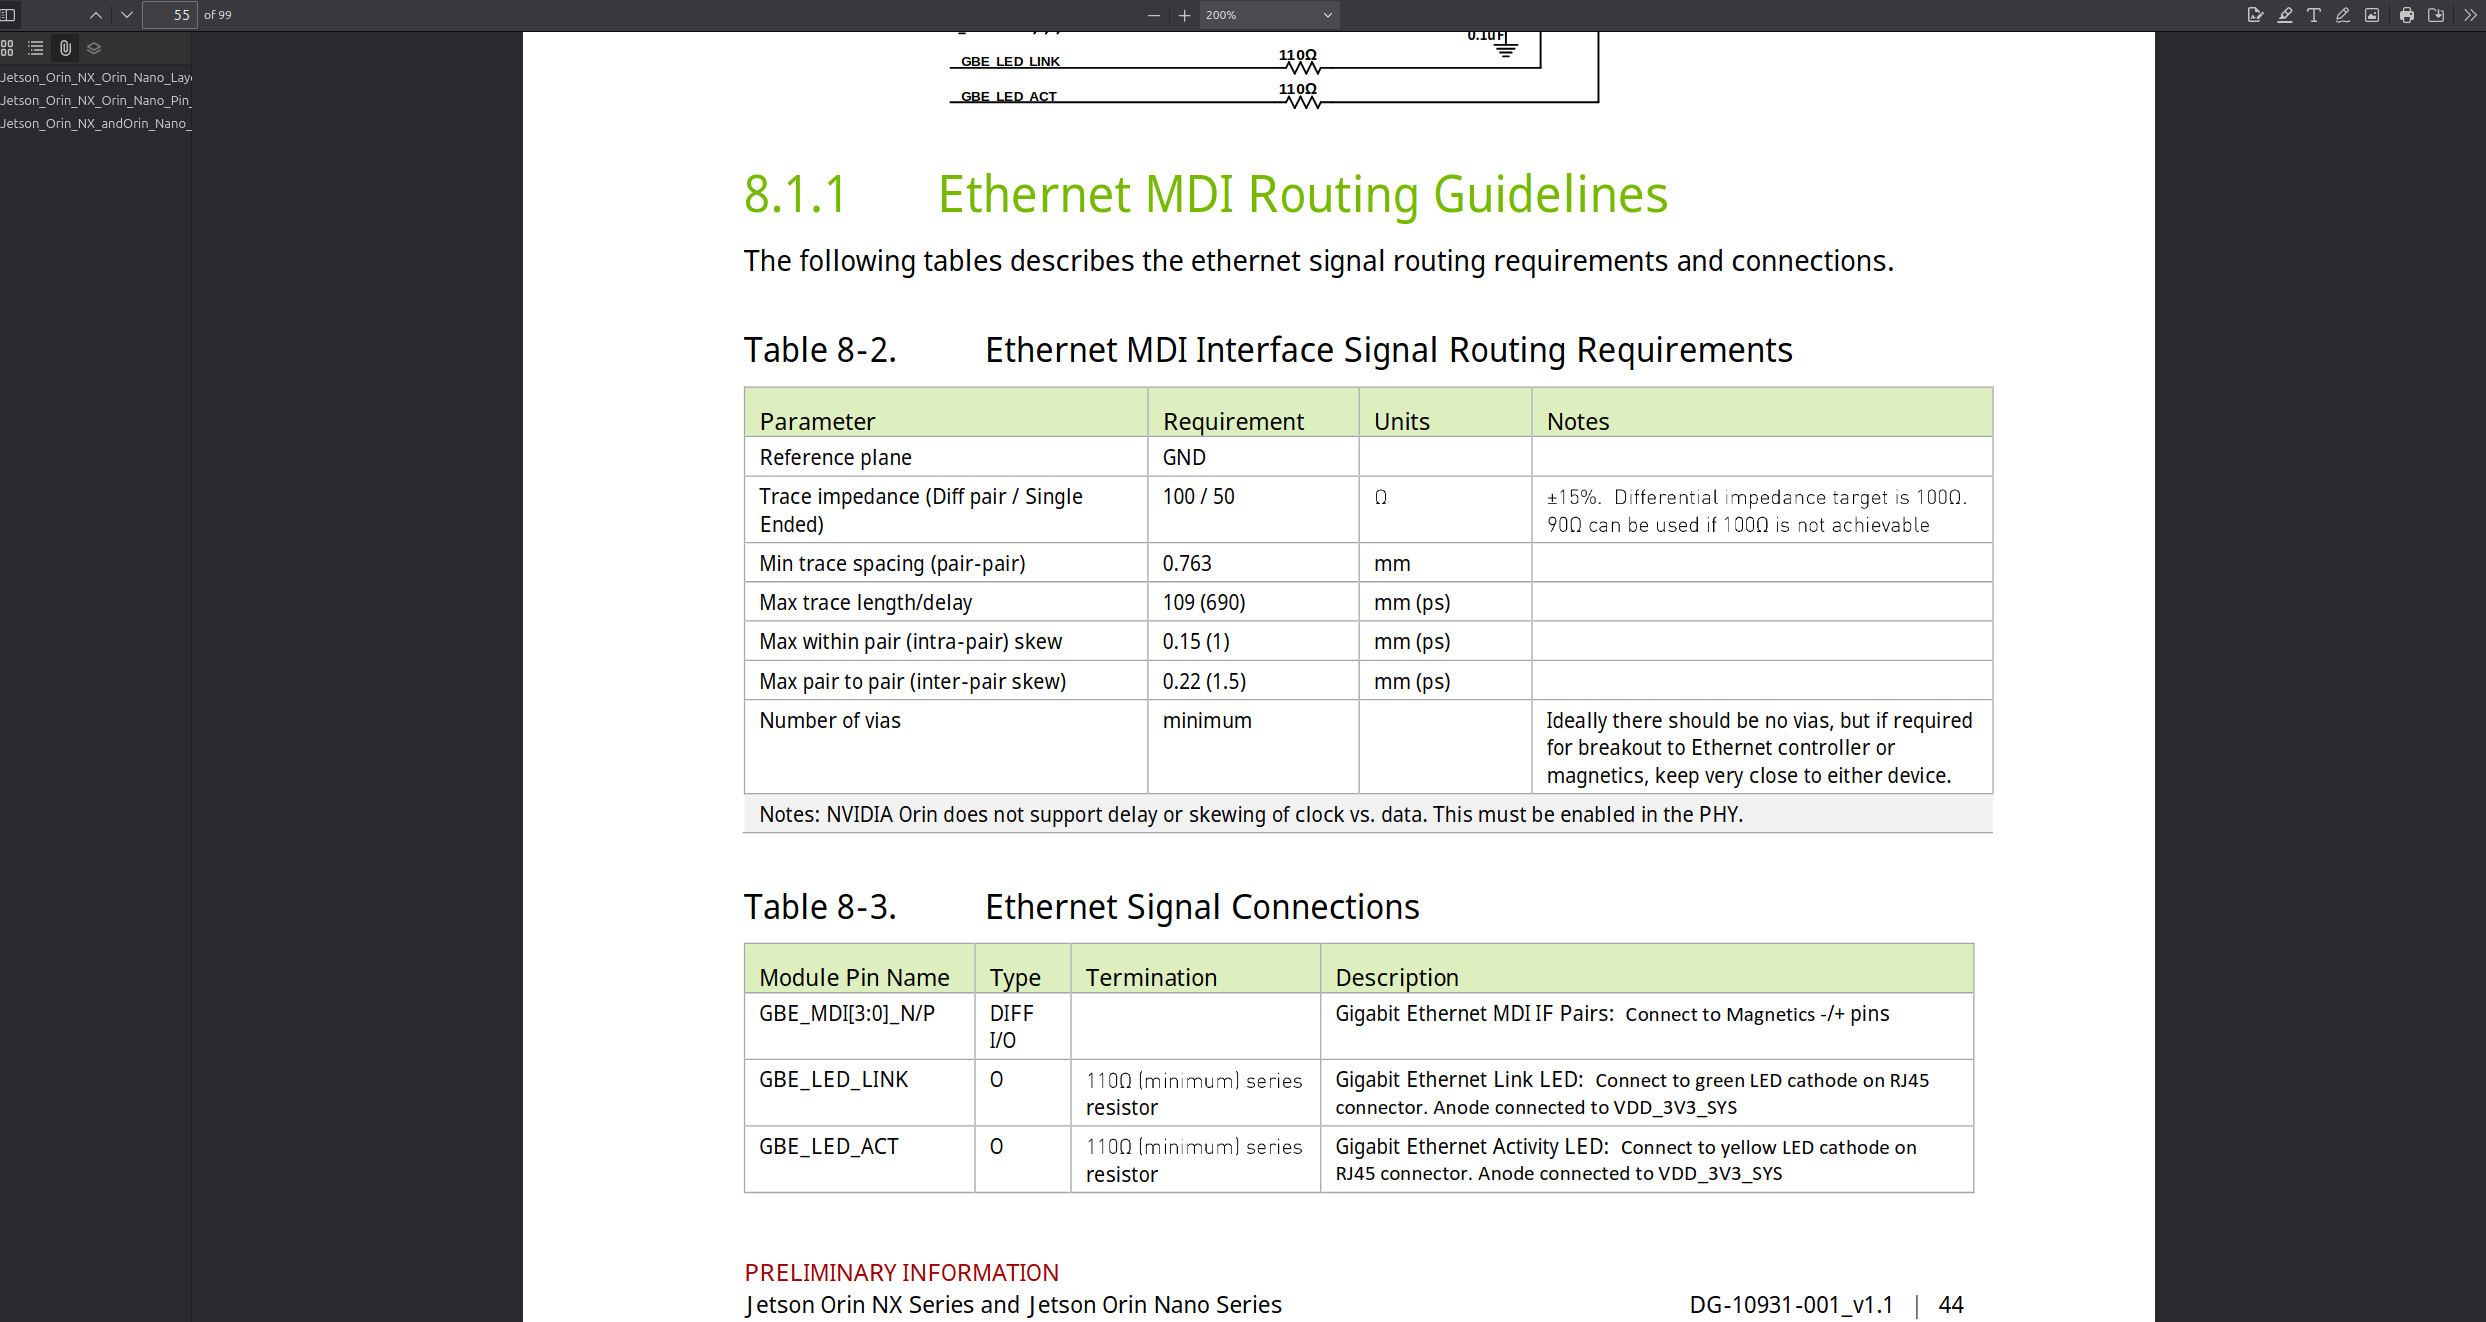 55 of 99
200%
Jetson_Orin_NX_Orin_Nano_Lay
Jetson_Orin_NX_Orin_Nano_Pin_
Jetson_Orin_NX_andOrin_Nano_
0.1uF
GBE_LED_LINK 110Ω
GBE_LED_ACT 110Ω
8.1.1 Ethernet MDI Routing Guidelines
The following tables describes the ethernet signal routing requirements and connections.
Table 8-2. Ethernet MDI Interface Signal Routing Requirements
Parameter Requirement Units Notes
Reference plane GND
Trace impedance (Diff pair / Single 100 / 50 Ω ±15%. Differential impedance target is 100Ω.
Ended) 90Ω can be used if 100Ω is not achievable
Min trace spacing (pair-pair) 0.763 mm
Max trace length/delay 109 (690) mm (ps)
Max within pair (intra-pair) skew 0.15 (1) mm (ps)
Max pair to pair (inter-pair skew) 0.22 (1.5) mm (ps)
Number of vias minimum Ideally there should be no vias, but if required
for breakout to Ethernet controller or
magnetics, keep very close to either device.
Notes: NVIDIA Orin does not support delay or skewing of clock vs. data. This must be enabled in the PHY.
Table 8-3. Ethernet Signal Connections
Module Pin Name Type Termination Description
GBE_MDI[3:0]_N/P DIFF Gigabit Ethernet MDI IF Pairs: Connect to Magnetics -/+ pins
I/O
GBE_LED_LINK O 110Ω (minimum) series Gigabit Ethernet Link LED: Connect to green LED cathode on RJ45
resistor connector. Anode connected to VDD_3V3_SYS
GBE_LED_ACT O 110Ω (minimum) series Gigabit Ethernet Activity LED: Connect to yellow LED cathode on
resistor RJ45 connector. Anode connected to VDD_3V3_SYS
PRELIMINARY INFORMATION
Jetson Orin NX Series and Jetson Orin Nano Series DG-10931-001_v1.1 | 44